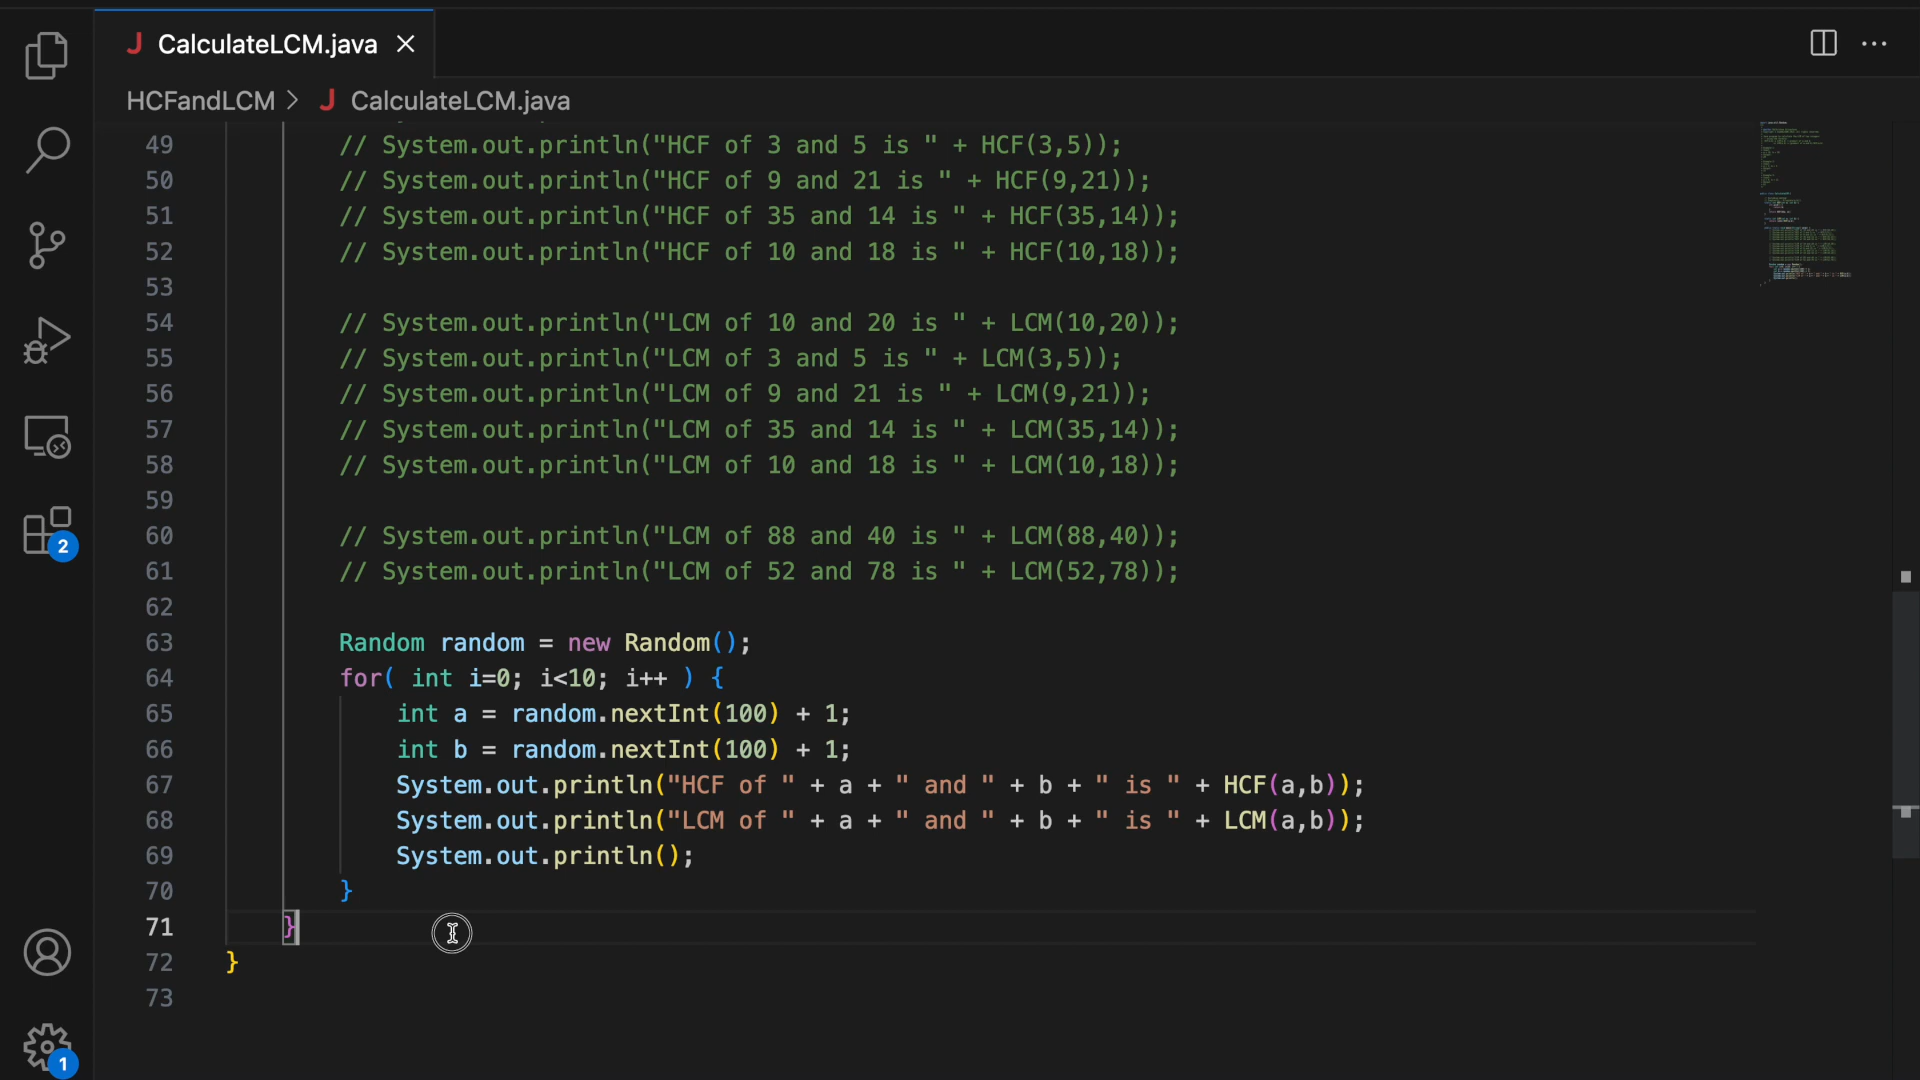 J CalculateLCM.java
HCFandLCM > J CalculateLCM.java
49 // System.out.println("HCF of 3 and 5 is " + HCF(3,5));
50 // System.out.println("HCF of 9 and 21 is " + HCF(9,21));
51 // System.out.println("HCF of 35 and 14 is " + HCF(35,14));
52 // System.out.println("HCF of 10 and 18 is " + HCF(10,18));
53
54 // System.out.println("LCM of 10 and 20 is " + LCM(10,20));
55 // System.out.println("LCM of 3 and 5 is " + LCM(3,5));
56 // System.out.println("LCM of 9 and 21 is " + LCM(9,21));
57 // System.out.println("LCM of 35 and 14 is " + LCM(35,14));
58 // System.out.println("LCM of 10 and 18 is " + LCM(10,18));
59
60 // System.out.println("LCM of 88 and 40 is " + LCM(88,40));
61 // System.out.println("LCM of 52 and 78 is " + LCM(52,78));
62
63 Random random = new Random();
64 for( int i=0; i<10; i++ ) {
65 int a = random.nextInt(100) + 1;
66 int b = random.nextInt(100) + 1;
67 System.out.println("HCF of " + a + " and " + b + " is " + HCF(a,b));
68 System.out.println("LCM of " + a + " and " + b + " is " + LCM(a,b));
69 System.out.println();
70 }
71 }
72 }
73
2
1